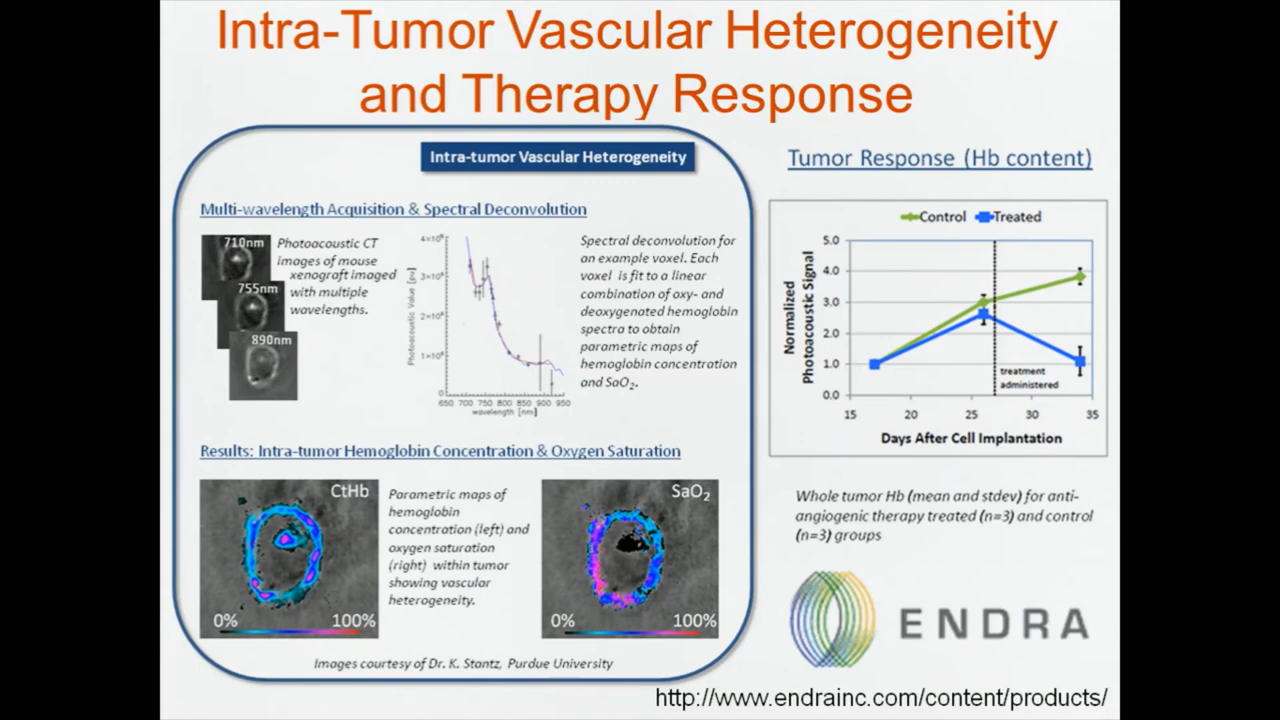 Intra-Tumor Vascular Heterogeneity
and Therapy Response
Intra-tumor Vascular Heterogeneity
Multi-wavelength Acquisition & Spectral Deconvolution
710nm
755nm
890nm
Photoacoustic CT
images of mouse
xenograft imaged
with multiple
wavelengths.
Photoacoustic Value [pv]
4×10⁸
3×10⁸
2×10⁸
1×10⁸
0
650 700 750 800 850 900 950
wavelength [nm]
Spectral deconvolution for
an example voxel. Each
voxel is fit to a linear
combination of oxy- and
deoxygenated hemoglobin
spectra to obtain
parametric maps of
hemoglobin concentration
and SaO₂.
Results: Intra-tumor Hemoglobin Concentration & Oxygen Saturation
CtHb
0% 100%
Parametric maps of
hemoglobin
concentration (left) and
oxygen saturation
(right) within tumor
showing vascular
heterogeneity.
SaO₂
0% 100%
Images courtesy of Dr. K. Stantz, Purdue University
Tumor Response (Hb content)
Control Treated
Normalized
Photoacoustic Signal
5.0
4.0
3.0
2.0
1.0
0.0
treatment
administered
15 20 25 30 35
Days After Cell Implantation
Whole tumor Hb (mean and stdev) for anti-
angiogenic therapy treated (n=3) and control
(n=3) groups
ENDRA
http://www.endrainc.com/content/products/